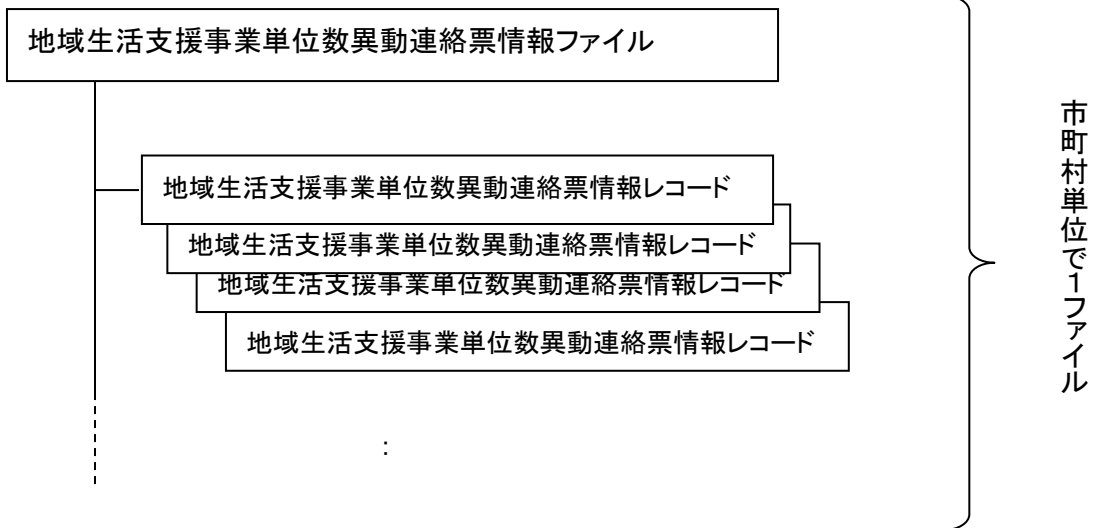 地域生活支援事業単位数異動連絡票情報ファイル
地域生活支援事業単位数異動連絡票情報レコード
地域生活支援事業単位数異動連絡票情報レコード
地域生活支援事業単位数異動連絡票情報レコード
地域生活支援事業単位数異動連絡票情報レコード
:
市町村単位で1ファイル